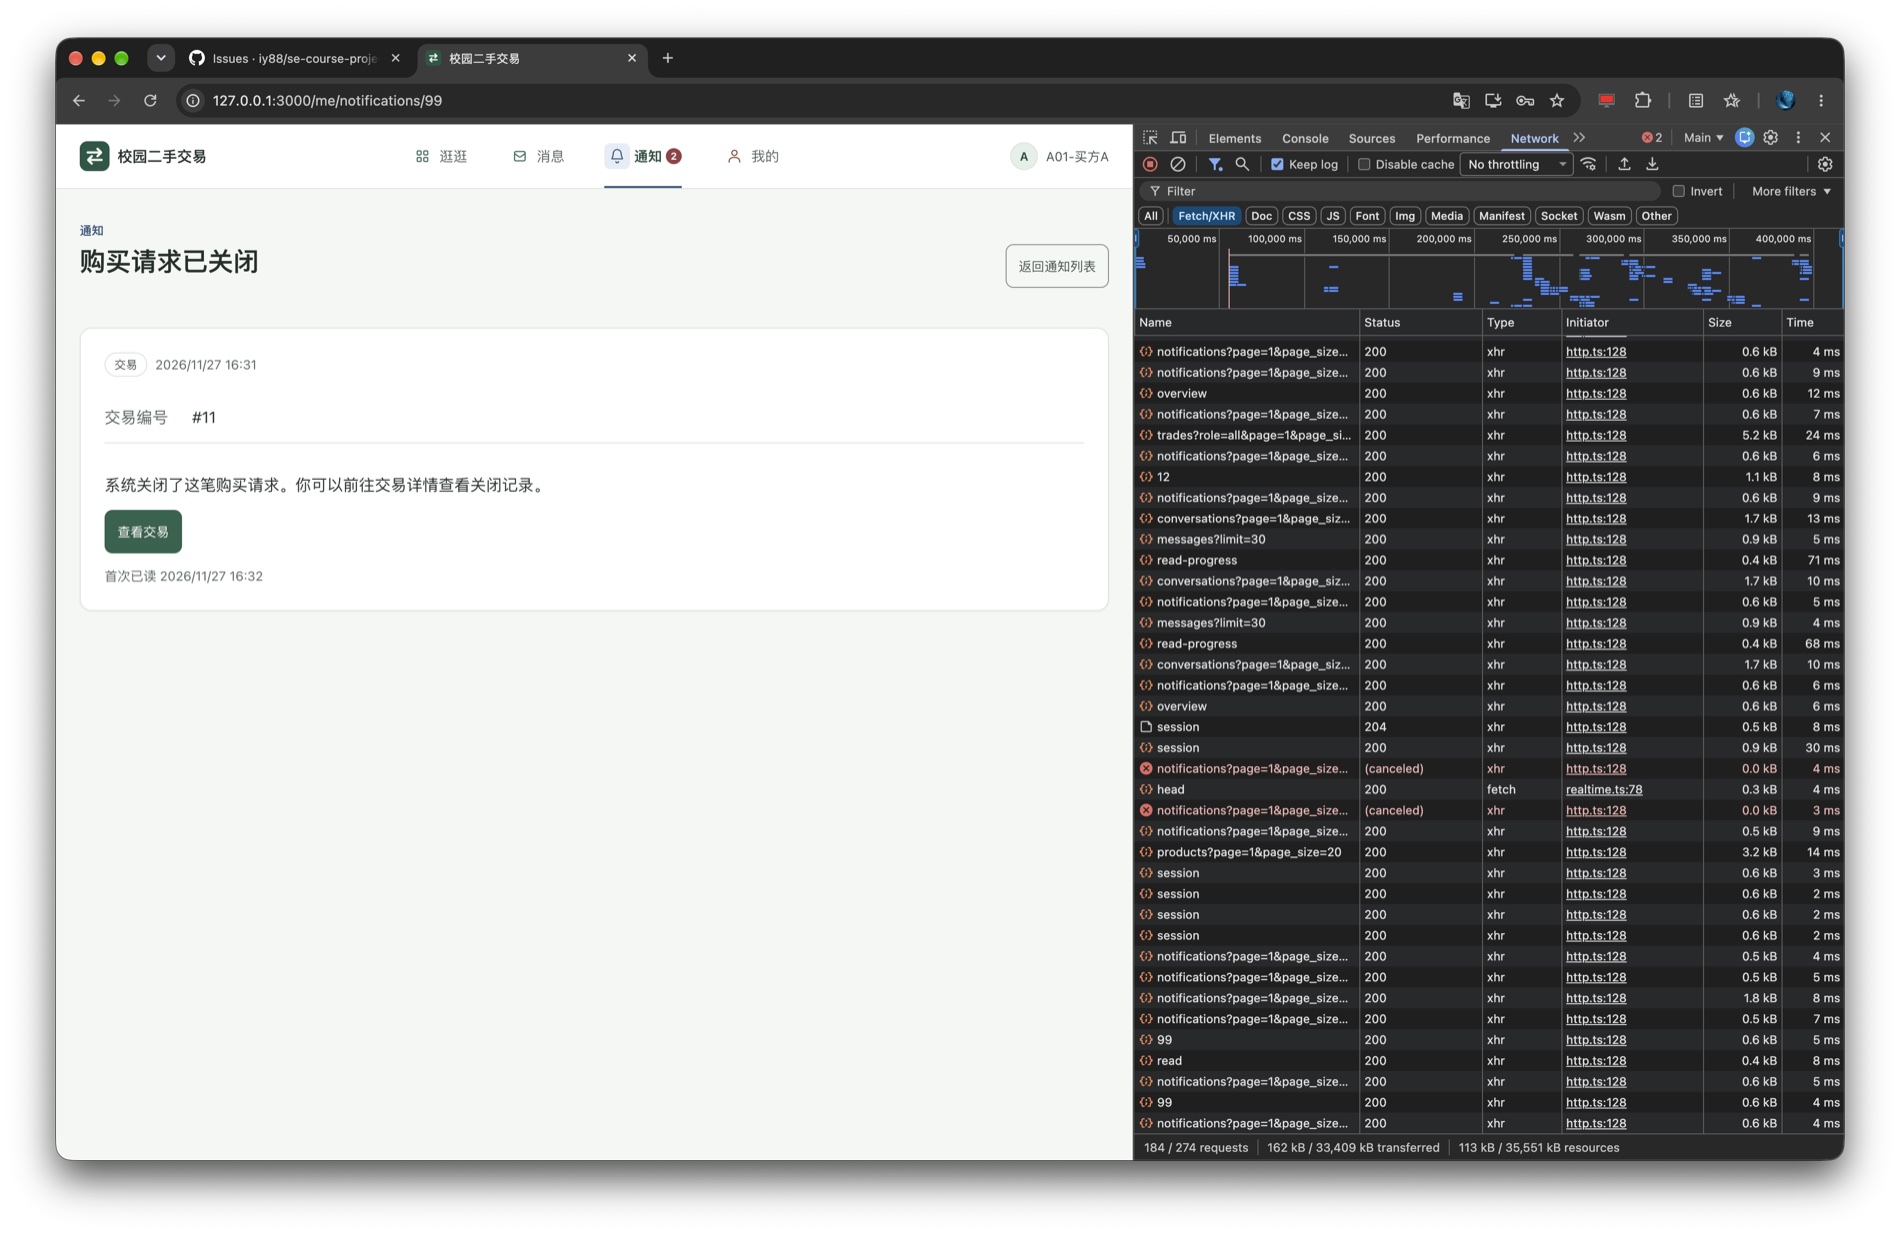 Issues · iy88/se-course-proje
校园二手交易
127.0.0.1:3000/me/notifications/99
校园二手交易
逛逛
消息
通知 2
我的
A A01-买方A
通知
购买请求已关闭
返回通知列表
交易 2026/11/27 16:31
交易编号 #11
系统关闭了这笔购买请求。你可以前往交易详情查看关闭记录。
查看交易
首次已读 2026/11/27 16:32
Elements Console Sources Performance Network 2 Main
Keep log Disable cache No throttling
Filter Invert More filters
All Fetch/XHR Doc CSS JS Font Img Media Manifest Socket Wasm Other
50,000 ms 100,000 ms 150,000 ms 200,000 ms 250,000 ms 300,000 ms 350,000 ms 400,000 ms
Name Status Type Initiator Size Time
notifications?page=1&page_size... 200 xhr http.ts:128 0.6 kB 4 ms
notifications?page=1&page_size... 200 xhr http.ts:128 0.6 kB 9 ms
overview 200 xhr http.ts:128 0.6 kB 12 ms
notifications?page=1&page_size... 200 xhr http.ts:128 0.6 kB 7 ms
trades?role=all&page=1&page_si... 200 xhr http.ts:128 5.2 kB 24 ms
notifications?page=1&page_size... 200 xhr http.ts:128 0.6 kB 6 ms
12 200 xhr http.ts:128 1.1 kB 8 ms
notifications?page=1&page_size... 200 xhr http.ts:128 0.6 kB 9 ms
conversations?page=1&page_siz... 200 xhr http.ts:128 1.7 kB 13 ms
messages?limit=30 200 xhr http.ts:128 0.9 kB 5 ms
read-progress 200 xhr http.ts:128 0.4 kB 71 ms
conversations?page=1&page_siz... 200 xhr http.ts:128 1.7 kB 10 ms
notifications?page=1&page_size... 200 xhr http.ts:128 0.6 kB 5 ms
messages?limit=30 200 xhr http.ts:128 0.9 kB 4 ms
read-progress 200 xhr http.ts:128 0.4 kB 68 ms
conversations?page=1&page_siz... 200 xhr http.ts:128 1.7 kB 10 ms
notifications?page=1&page_size... 200 xhr http.ts:128 0.6 kB 6 ms
overview 200 xhr http.ts:128 0.6 kB 6 ms
session 204 xhr http.ts:128 0.5 kB 8 ms
session 200 xhr http.ts:128 0.9 kB 30 ms
notifications?page=1&page_size... (canceled) xhr http.ts:128 0.0 kB 4 ms
head 200 fetch realtime.ts:78 0.3 kB 4 ms
notifications?page=1&page_size... (canceled) xhr http.ts:128 0.0 kB 3 ms
notifications?page=1&page_size... 200 xhr http.ts:128 0.5 kB 9 ms
products?page=1&page_size=20 200 xhr http.ts:128 3.2 kB 14 ms
session 200 xhr http.ts:128 0.6 kB 3 ms
session 200 xhr http.ts:128 0.6 kB 2 ms
session 200 xhr http.ts:128 0.6 kB 2 ms
session 200 xhr http.ts:128 0.6 kB 2 ms
notifications?page=1&page_size... 200 xhr http.ts:128 0.5 kB 4 ms
notifications?page=1&page_size... 200 xhr http.ts:128 0.5 kB 5 ms
notifications?page=1&page_size... 200 xhr http.ts:128 1.8 kB 8 ms
notifications?page=1&page_size... 200 xhr http.ts:128 0.5 kB 7 ms
99 200 xhr http.ts:128 0.6 kB 5 ms
read 200 xhr http.ts:128 0.4 kB 8 ms
notifications?page=1&page_size... 200 xhr http.ts:128 0.6 kB 5 ms
99 200 xhr http.ts:128 0.6 kB 4 ms
notifications?page=1&page_size... 200 xhr http.ts:128 0.6 kB 4 ms
184 / 274 requests 162 kB / 33,409 kB transferred 113 kB / 35,551 kB resources